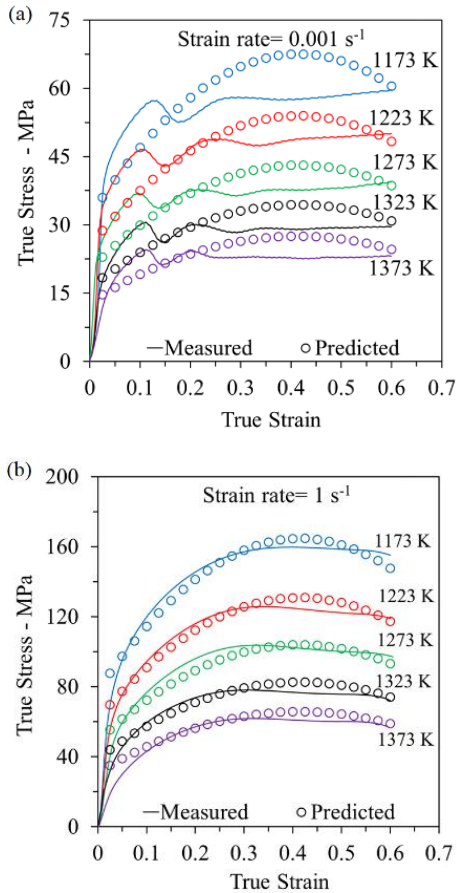 (a)
75
60
45
30
15
0
True Stress - MPa
Strain rate= 0.001 s-1
1173 K
1223 K
1273 K
1323 K
1373 K
Measured
Predicted
0 0.1 0.2 0.3 0.4 0.5 0.6 0.7
True Strain
(b)
200
160
120
80
40
0
True Stress - MPa
Strain rate= 1 s-1
1173 K
1223 K
1273 K
1323 K
1373 K
Measured
Predicted
0.0 0.1 0.2 0.3 0.4 0.5 0.6 0.7
True Strain